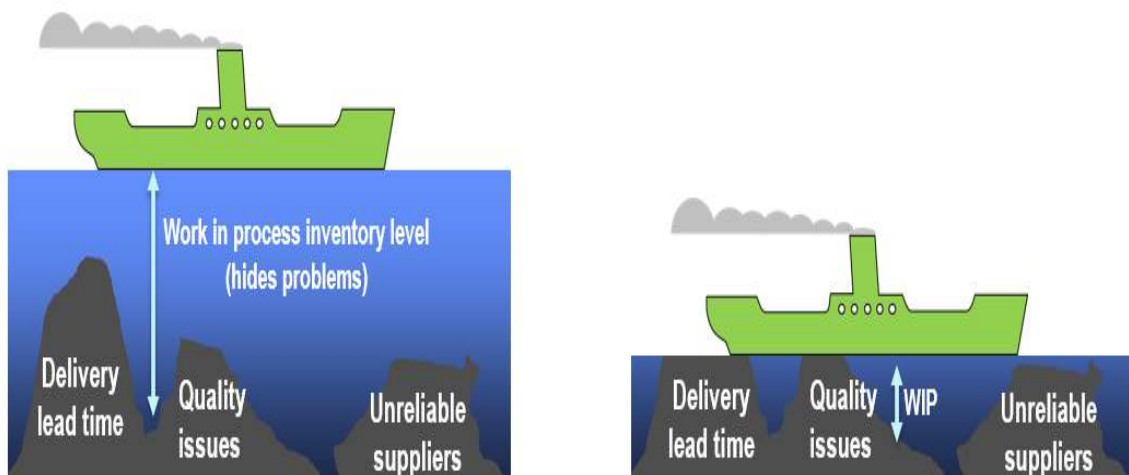 Work in process inventory level
(hides problems)
Delivery
lead time
Quality
issues
Unreliable
suppliers
Delivery
lead time
Quality
issues
WIP
Unreliable
suppliers